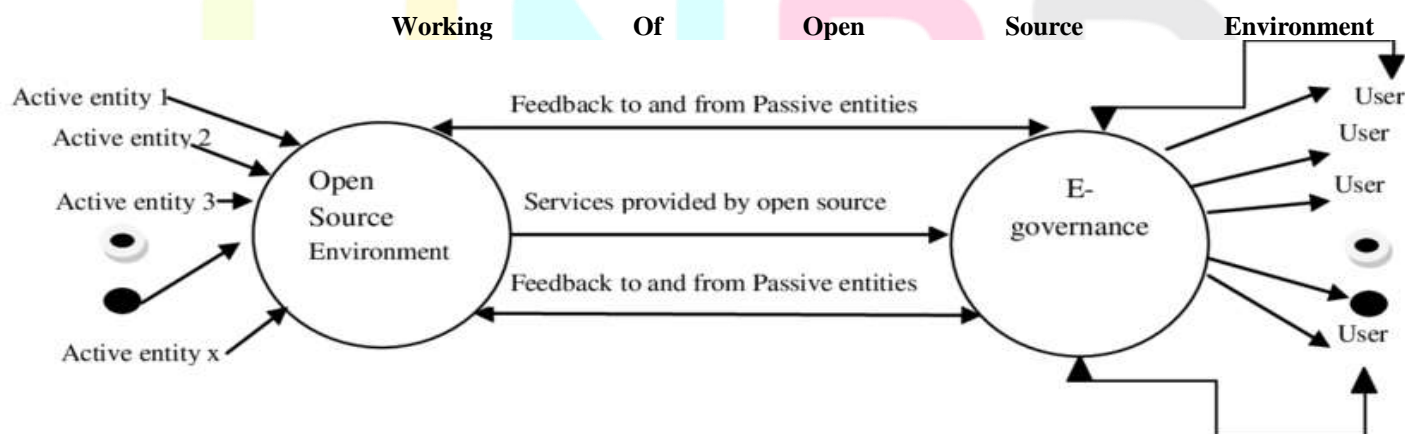 Working Of Open Source Environment
Active entity 1
Active entity 2
Active entity 3
Active entity x
Open
Source
Environment
Feedback to and from Passive entities
Services provided by open source
Feedback to and from Passive entities
E-
governance
User
User
User
User